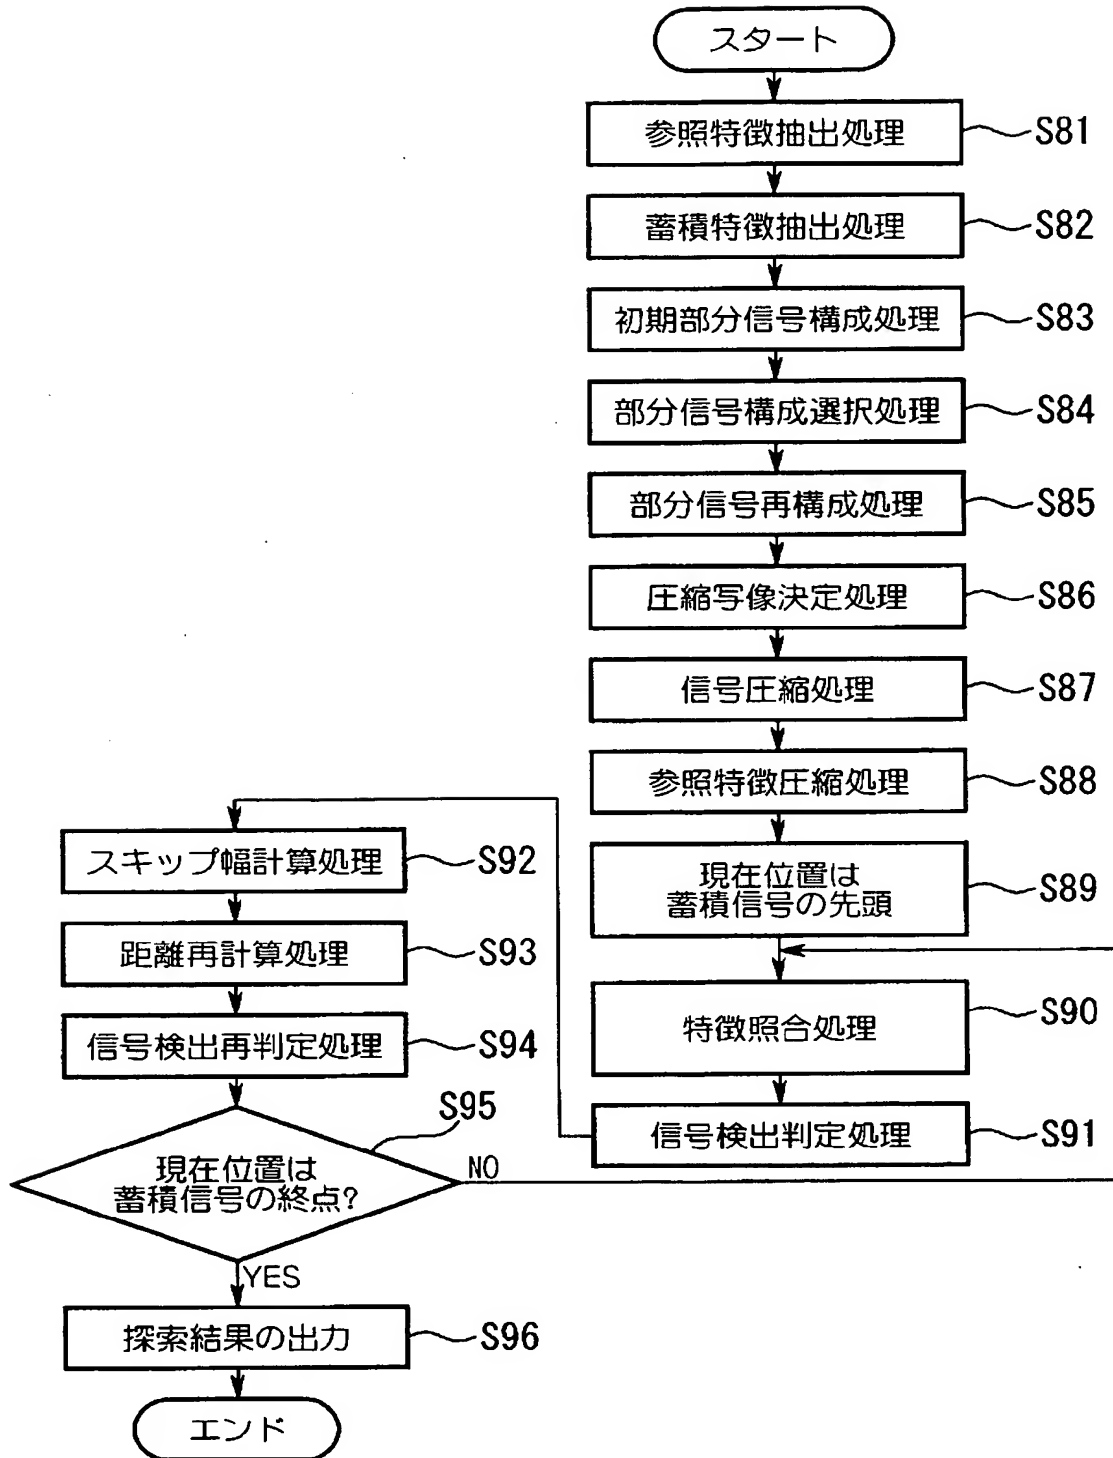 スタート
参照特徴抽出処理
S81
蓄積特徴抽出処理
S82
初期部分信号構成処理
S83
部分信号構成選択処理
S84
部分信号再構成処理
S85
圧縮写像決定処理
S86
信号圧縮処理
S87
参照特徴圧縮処理
S88
現在位置は
蓄積信号の先頭
S89
特徴照合処理
S90
信号検出判定処理
S91
スキップ幅計算処理
S92
距離再計算処理
S93
信号検出再判定処理
S94
S95
現在位置は
蓄積信号の終点?
NO
YES
探索結果の出力
S96
エンド